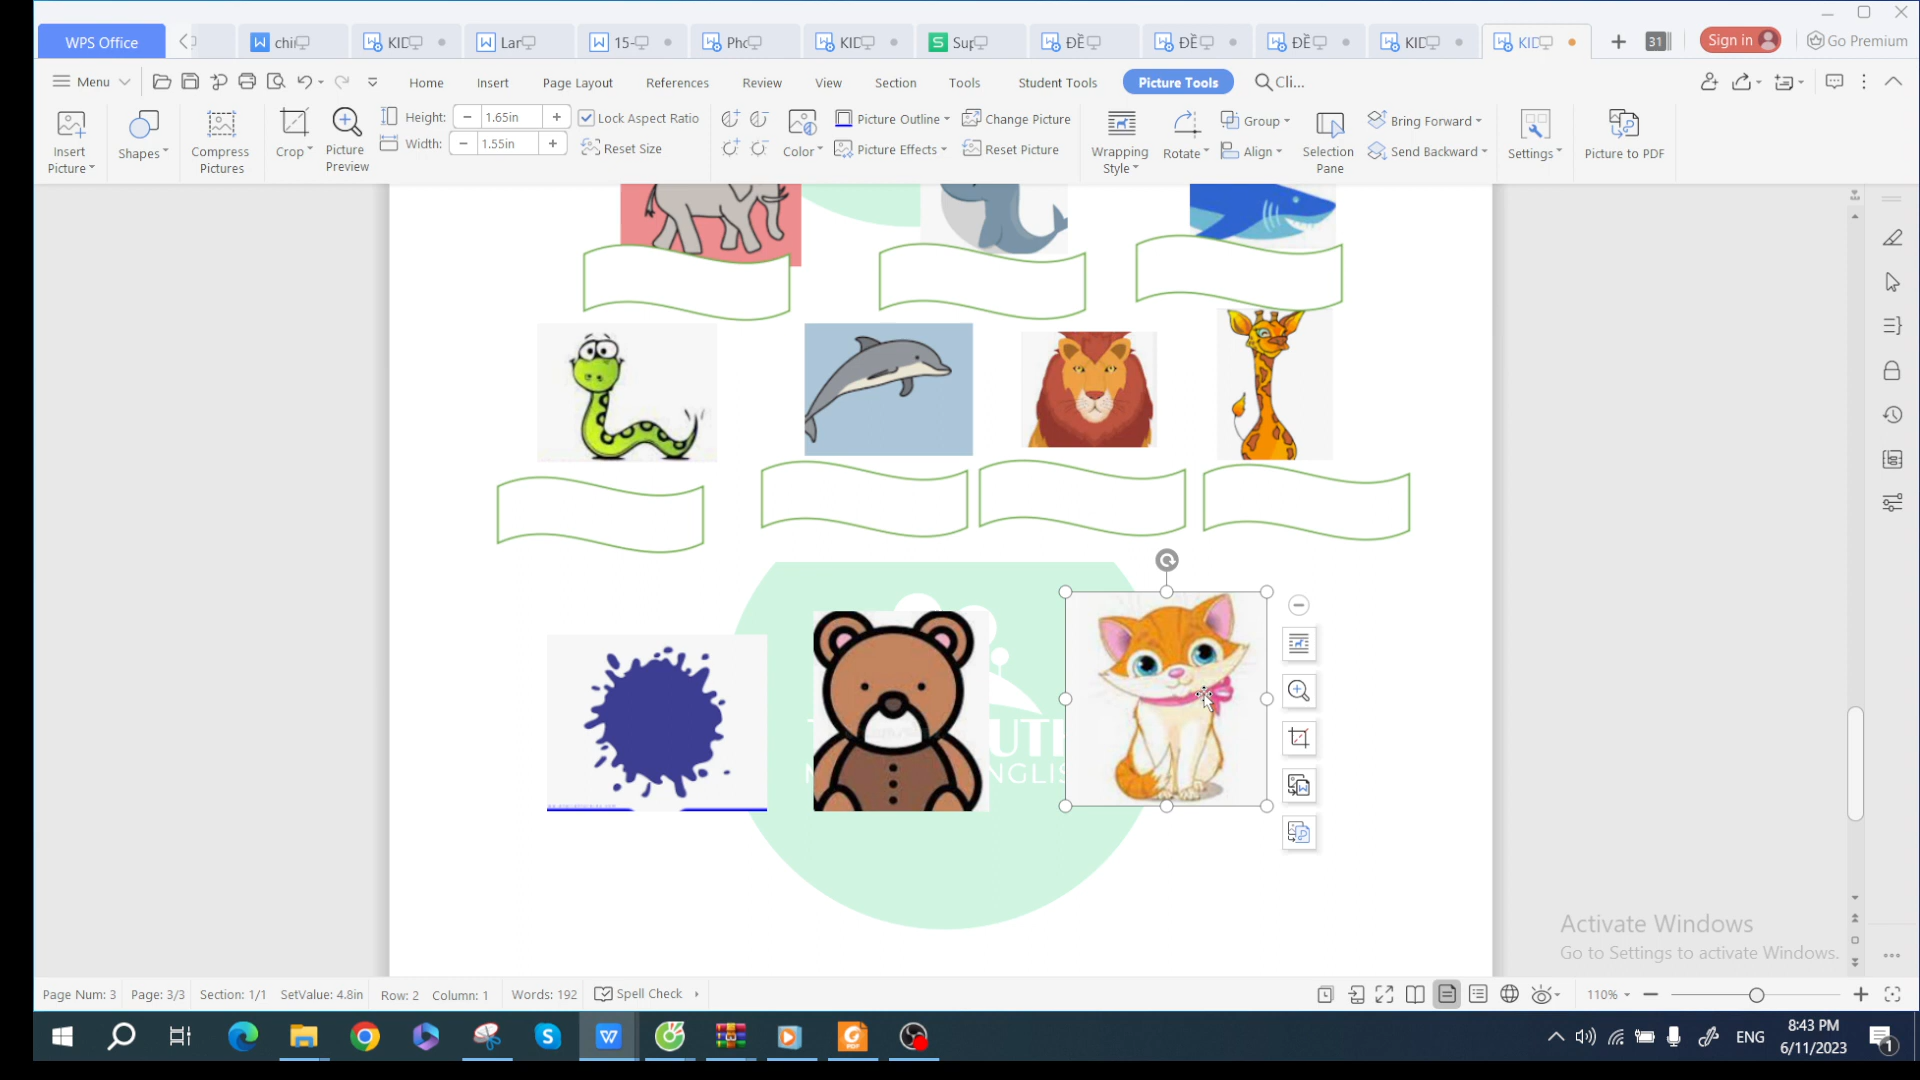 WPS Office
chi
KID
Lar
15-
Pho
KID
Sup
ĐỀ
ĐỀ
ĐỀ
KID
KID
31
Sign in
Go Premium
Menu
Home
Insert
Page Layout
References
Review
View
Section
Tools
Student Tools
Picture Tools
Cli...
Insert Picture
Shapes
Compress Pictures
Crop
Picture Preview
Height: 1.65in
Width: 1.55in
Lock Aspect Ratio
Reset Size
Color
Picture Outline
Picture Effects
Change Picture
Reset Picture
Wrapping Style
Rotate
Group
Align
Selection Pane
Bring Forward
Send Backward
Settings
Picture to PDF
Activate Windows
Go to Settings to activate Windows.
Page Num: 3 Page: 3/3 Section: 1/1 SetValue: 4.8in Row: 2 Column: 1 Words: 192 Spell Check
110%
ENG
8:43 PM
6/11/2023
1